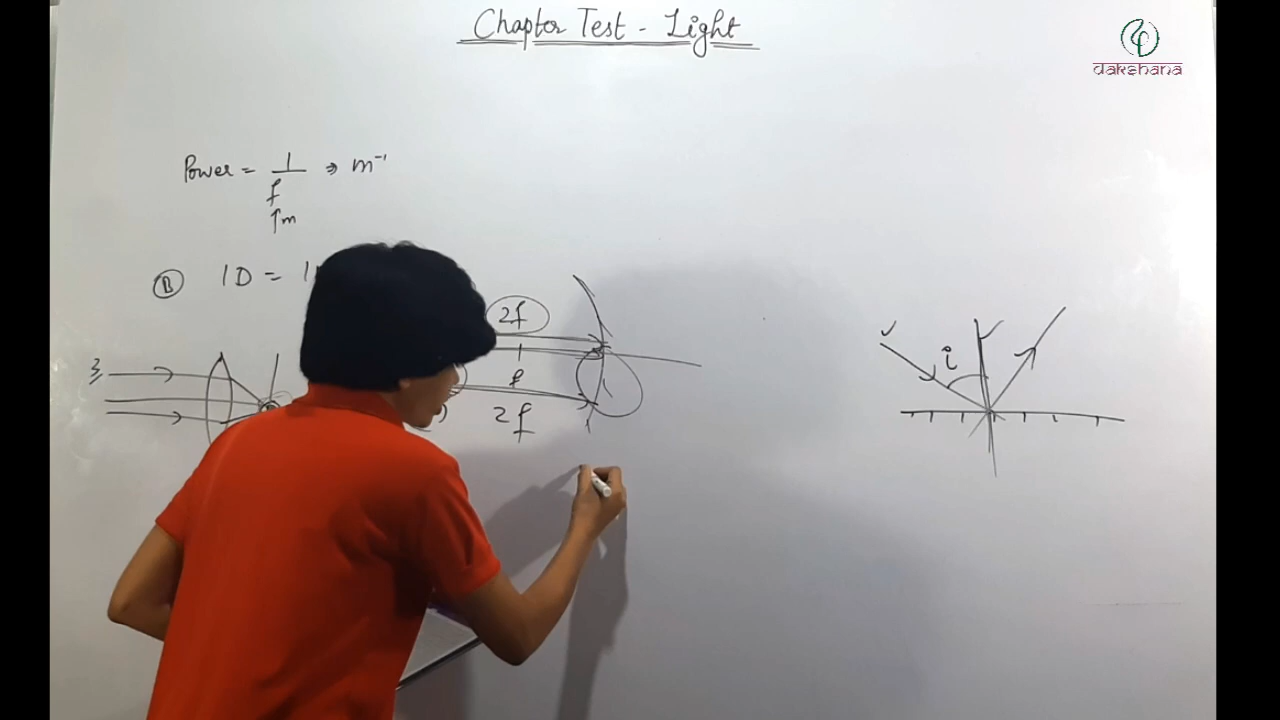 Chapter Test - Light
dakshana
Power = 1/f ⇒ m⁻¹
↑m
Ⓑ 1D = 1
2f
f
2f
i